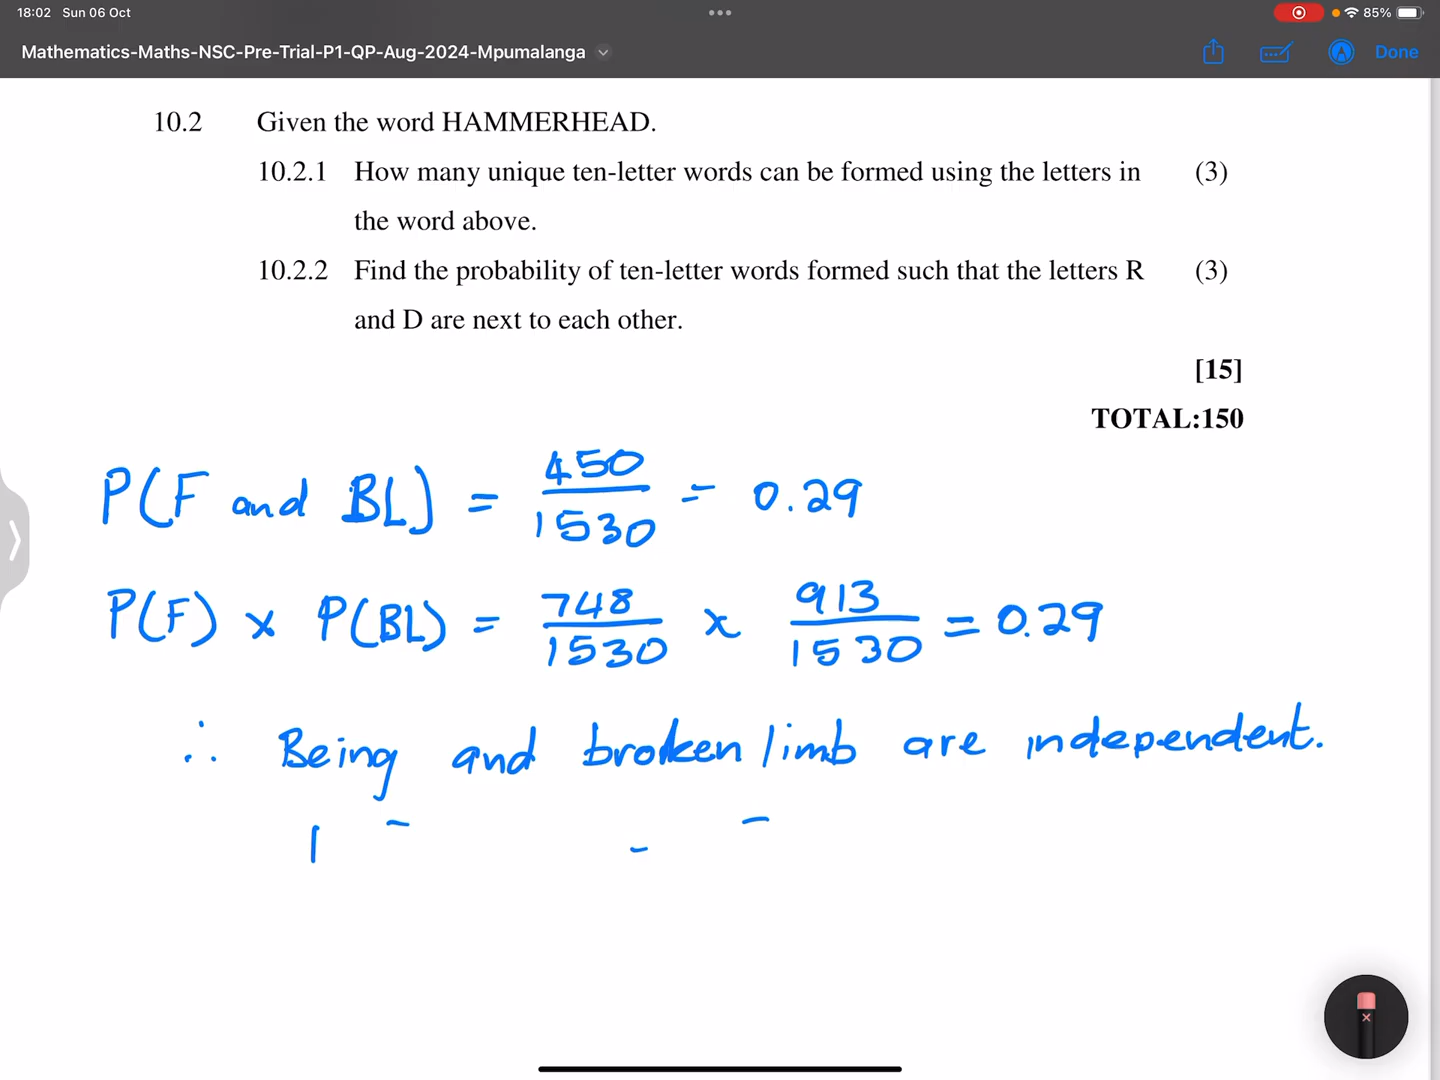 18:02 Sun 06 Oct
85%
Mathematics-Maths-NSC-Pre-Trial-P1-QP-Aug-2024-Mpumalanga
Done
10.2 Given the word HAMMERHEAD.
10.2.1 How many unique ten-letter words can be formed using the letters in (3)
the word above.
10.2.2 Find the probability of ten-letter words formed such that the letters R (3)
and D are next to each other.
[15]
TOTAL:150
P(F and BL) = 450/1530 = 0.29
P(F) x P(BL) = 748/1530 x 913/1530 = 0.29
∴ Being and broken limb are independent.